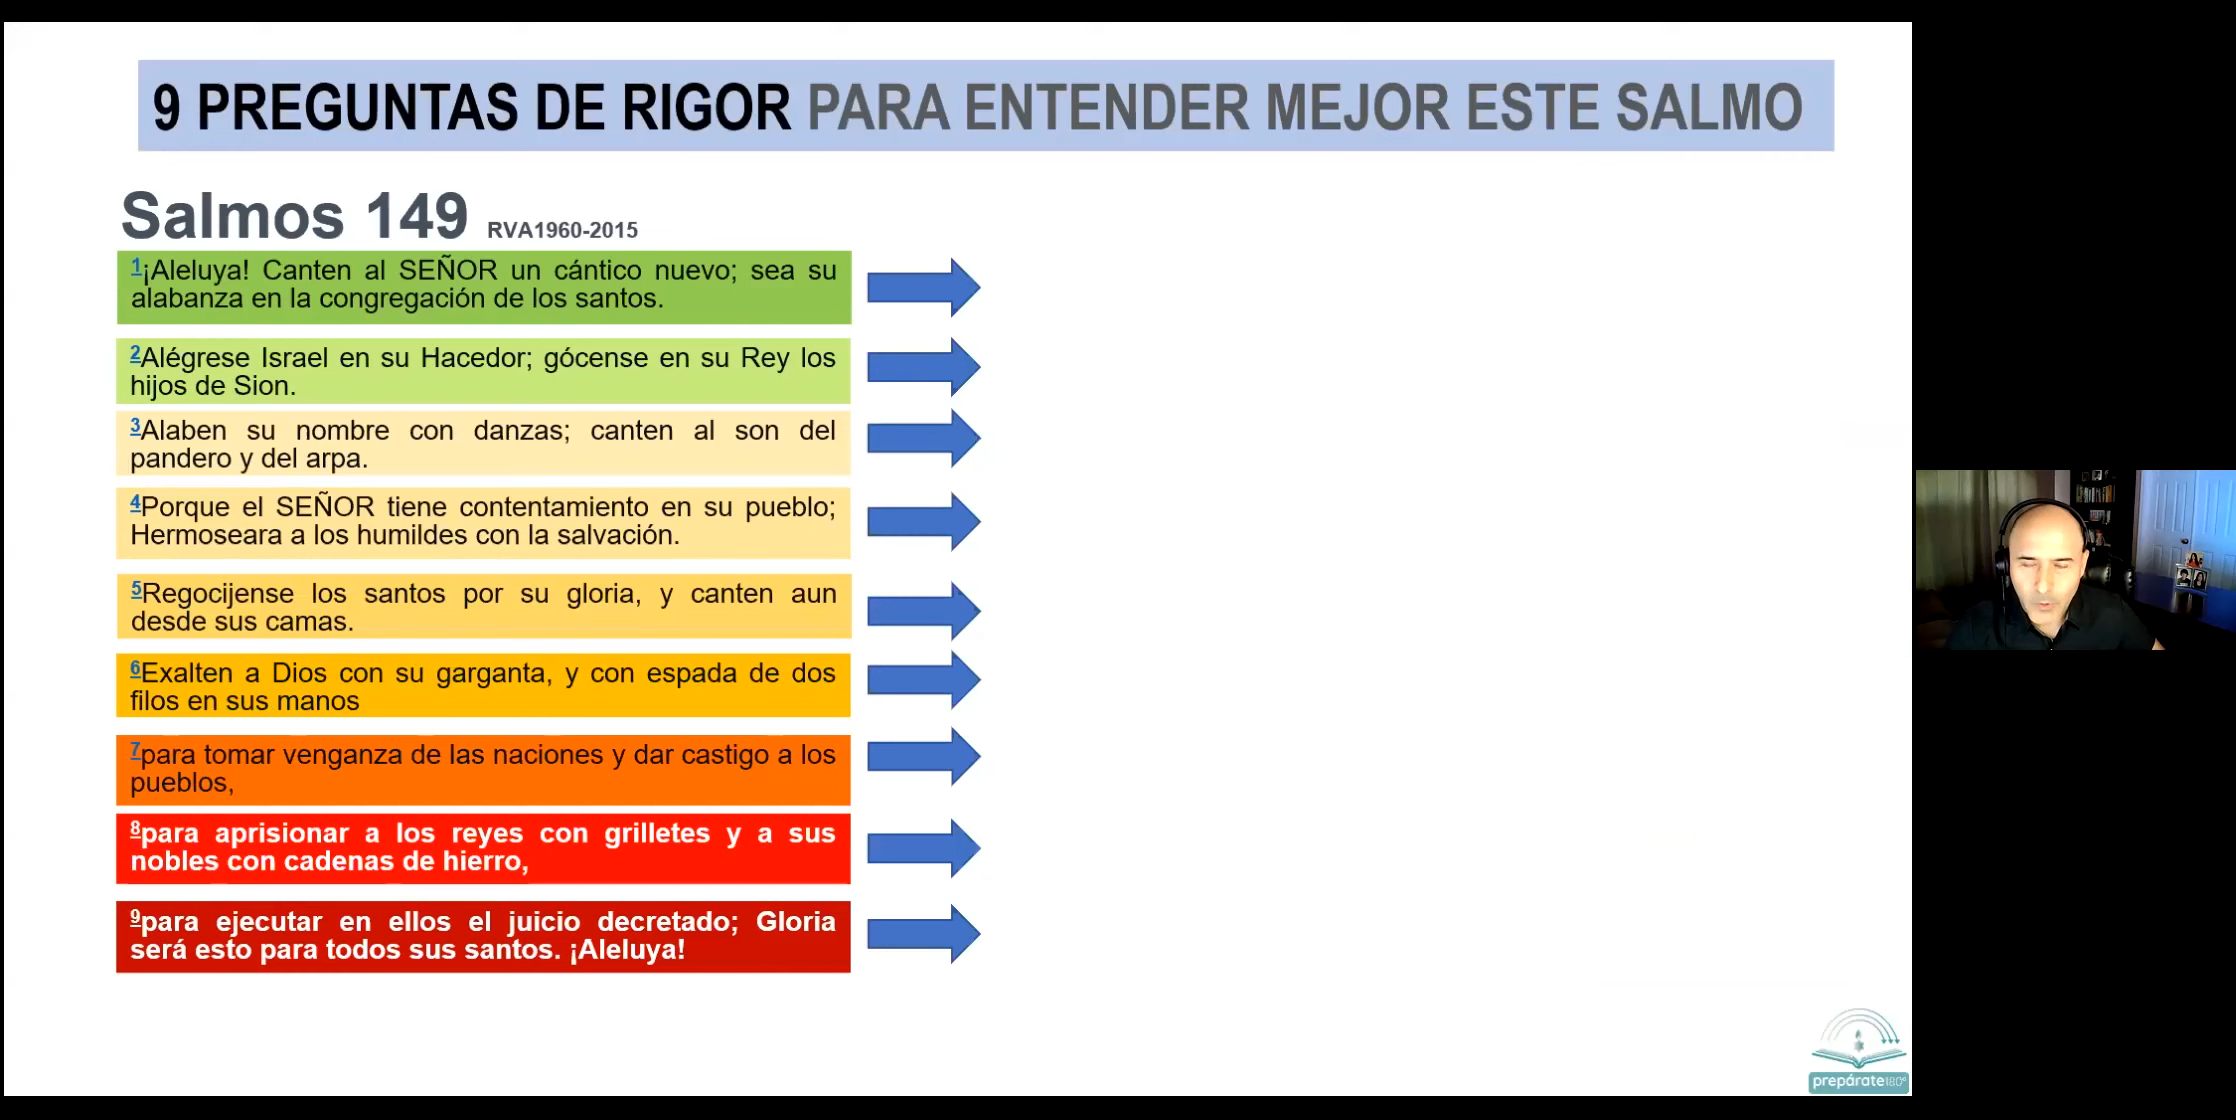 9 PREGUNTAS DE RIGOR PARA ENTENDER MEJOR ESTE SALMO
Salmos 149 RVA1960-2015
1¡Aleluya! Canten al SEÑOR un cántico nuevo; sea su
alabanza en la congregación de los santos.
2Alégrese Israel en su Hacedor; gócense en su Rey los
hijos de Sion.
3Alaben su nombre con danzas; canten al son del
pandero y del arpa.
4Porque el SEÑOR tiene contentamiento en su pueblo;
Hermoseara a los humildes con la salvación.
5Regocijense los santos por su gloria, y canten aun
desde sus camas.
6Exalten a Dios con su garganta, y con espada de dos
filos en sus manos
7para tomar venganza de las naciones y dar castigo a los
pueblos,
8para aprisionar a los reyes con grilletes y a sus
nobles con cadenas de hierro,
9para ejecutar en ellos el juicio decretado; Gloria
será esto para todos sus santos. ¡Aleluya!
prepárate180°